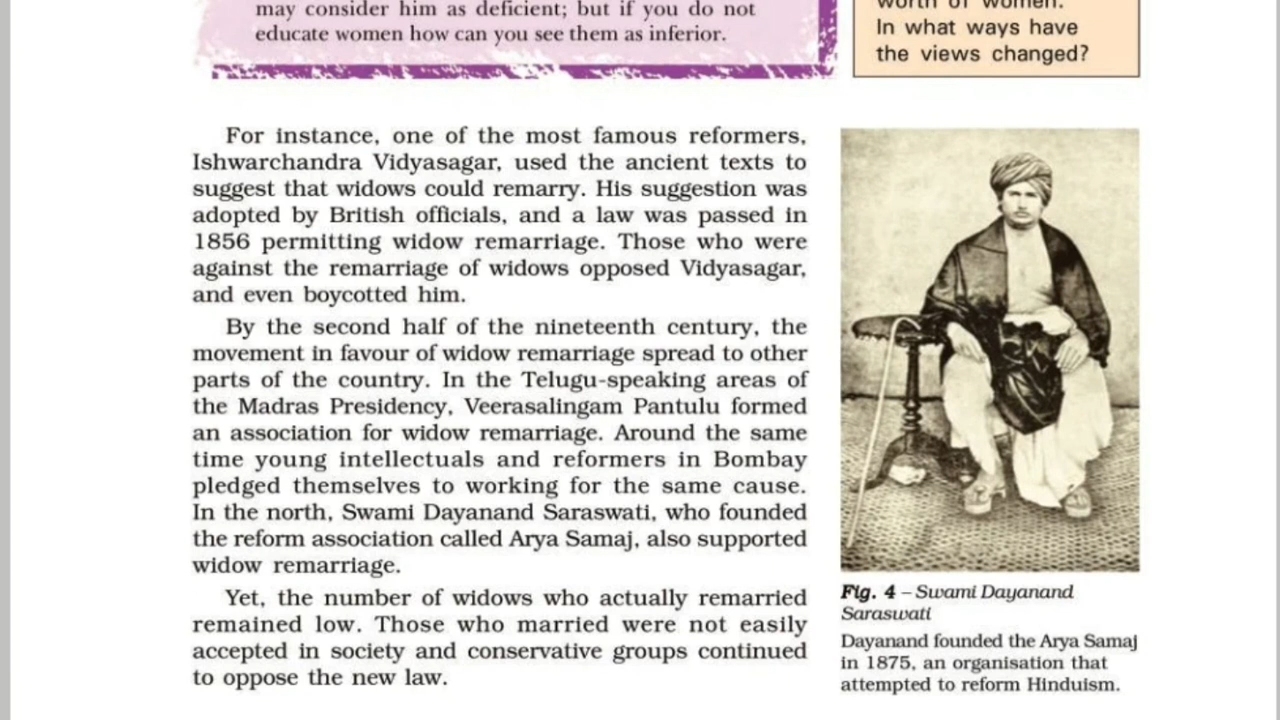 may consider him as deficient; but if you do not
educate women how can you see them as inferior.
worth of women.
In what ways have
the views changed?
For instance, one of the most famous reformers,
Ishwarchandra Vidyasagar, used the ancient texts to
suggest that widows could remarry. His suggestion was
adopted by British officials, and a law was passed in
1856 permitting widow remarriage. Those who were
against the remarriage of widows opposed Vidyasagar,
and even boycotted him.
By the second half of the nineteenth century, the
movement in favour of widow remarriage spread to other
parts of the country. In the Telugu-speaking areas of
the Madras Presidency, Veerasalingam Pantulu formed
an association for widow remarriage. Around the same
time young intellectuals and reformers in Bombay
pledged themselves to working for the same cause.
In the north, Swami Dayanand Saraswati, who founded
the reform association called Arya Samaj, also supported
widow remarriage.
Yet, the number of widows who actually remarried
remained low. Those who married were not easily
accepted in society and conservative groups continued
to oppose the new law.
Fig. 4 – Swami Dayanand
Saraswati
Dayanand founded the Arya Samaj
in 1875, an organisation that
attempted to reform Hinduism.